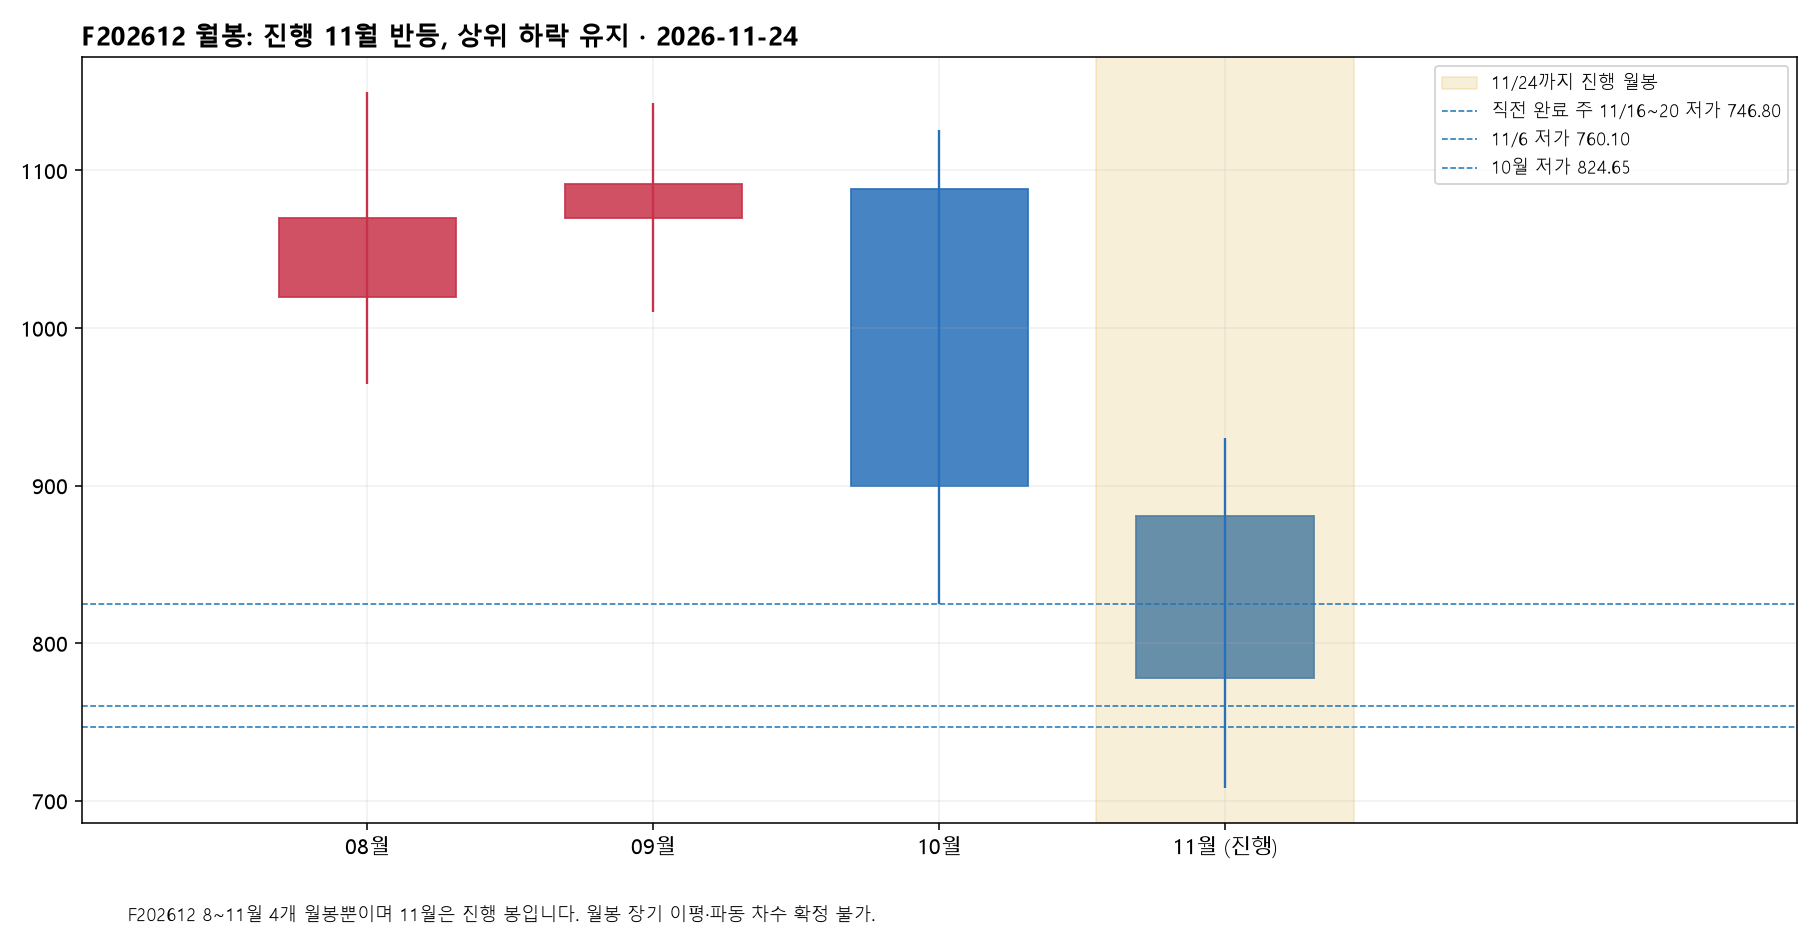 F202612 월봉: 진행 11월 반등, 상위 하락 유지 · 2026-11-24
11/24까지 진행 월봉
직전 완료 주 11/16~20 저가 746.80
11/6 저가 760.10
10월 저가 824.65
1100
1000
900
800
700
08월
09월
10월
11월 (진행)
F202612 8~11월 4개 월봉뿐이며 11월은 진행 봉입니다. 월봉 장기 이평·파동 차수 확정 불가.